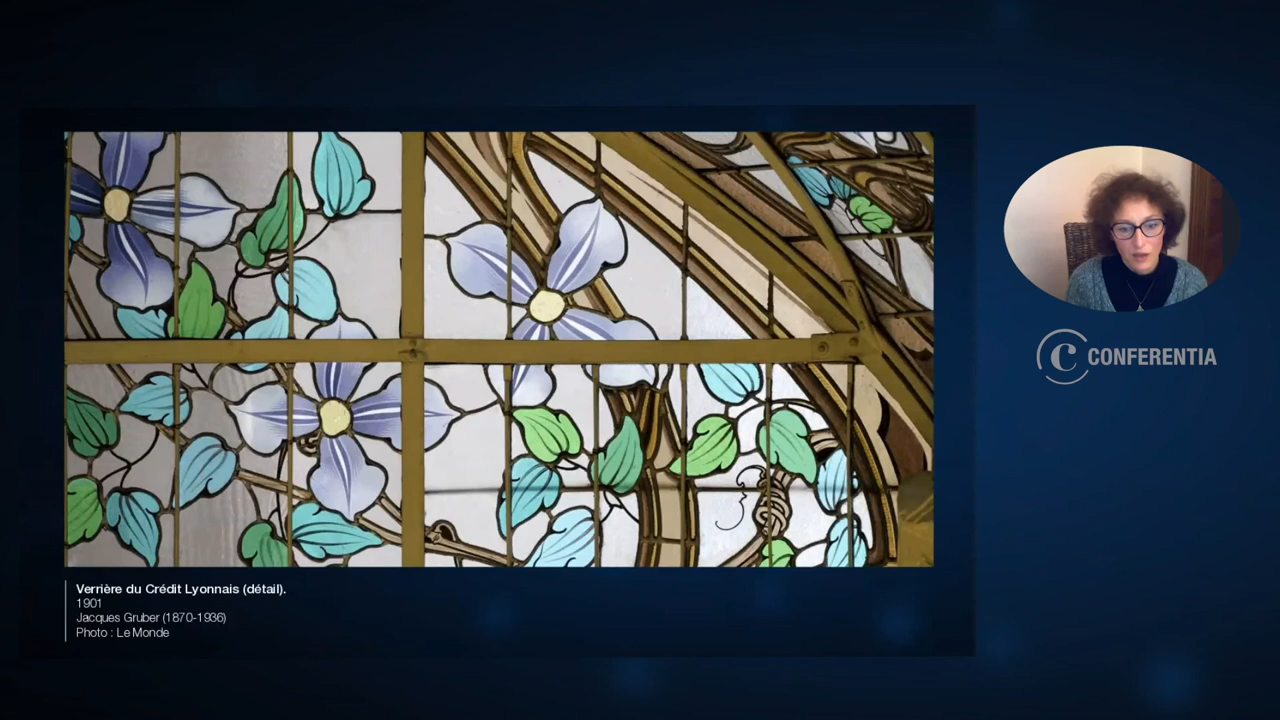 CONFERENTIA
Verrière du Crédit Lyonnais (détail).
1901
Jacques Gruber (1870-1936)
Photo : Le Monde